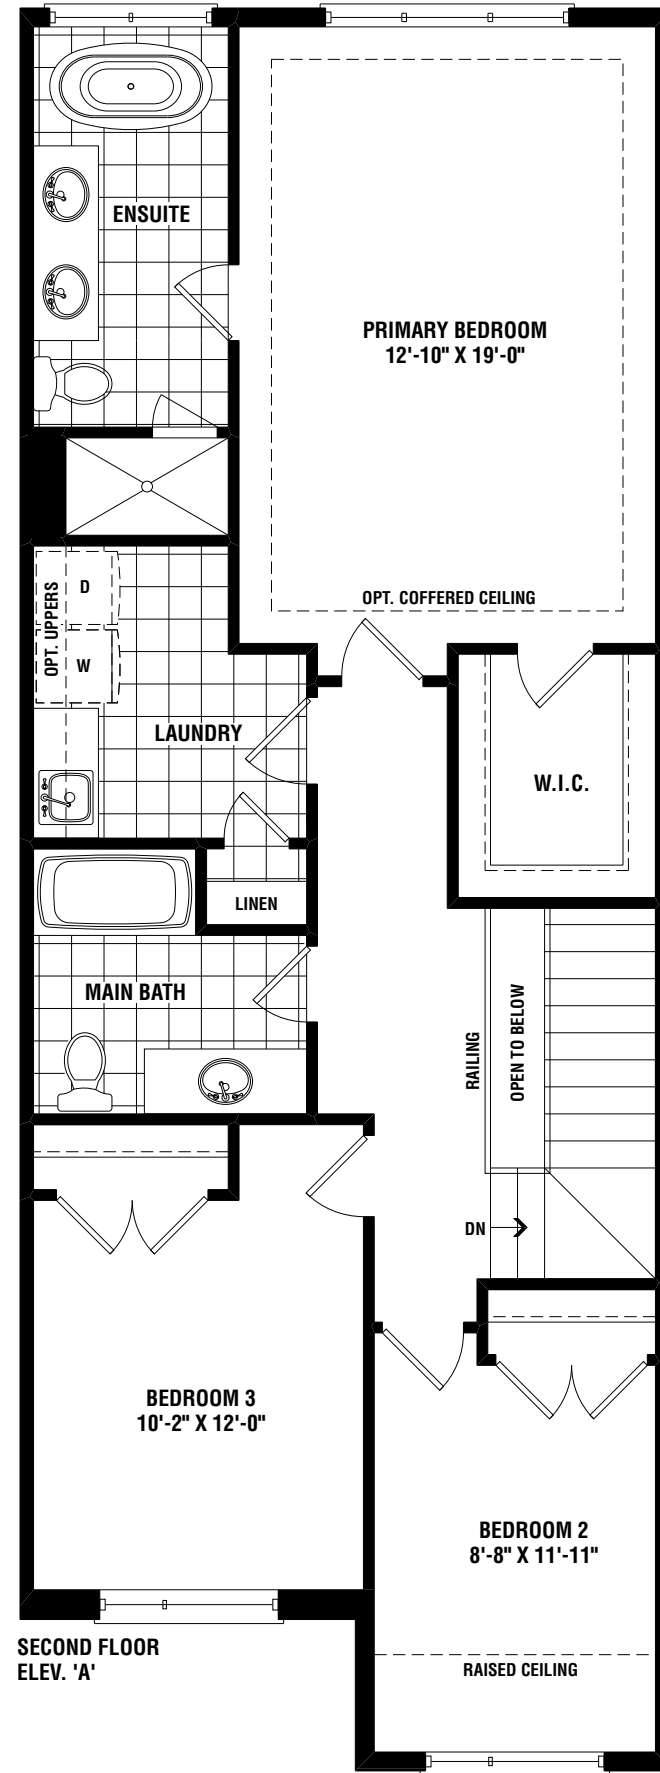 ENSUITE
PRIMARY BEDROOM
12'-10" X 19'-0"
OPT. COFFERED CEILING
OPT. UPPERS
D
W
LAUNDRY
W.I.C.
LINEN
MAIN BATH
RAILING
OPEN TO BELOW
DN
BEDROOM 3
10'-2" X 12'-0"
BEDROOM 2
8'-8" X 11'-11"
RAISED CEILING
SECOND FLOOR
ELEV. 'A'